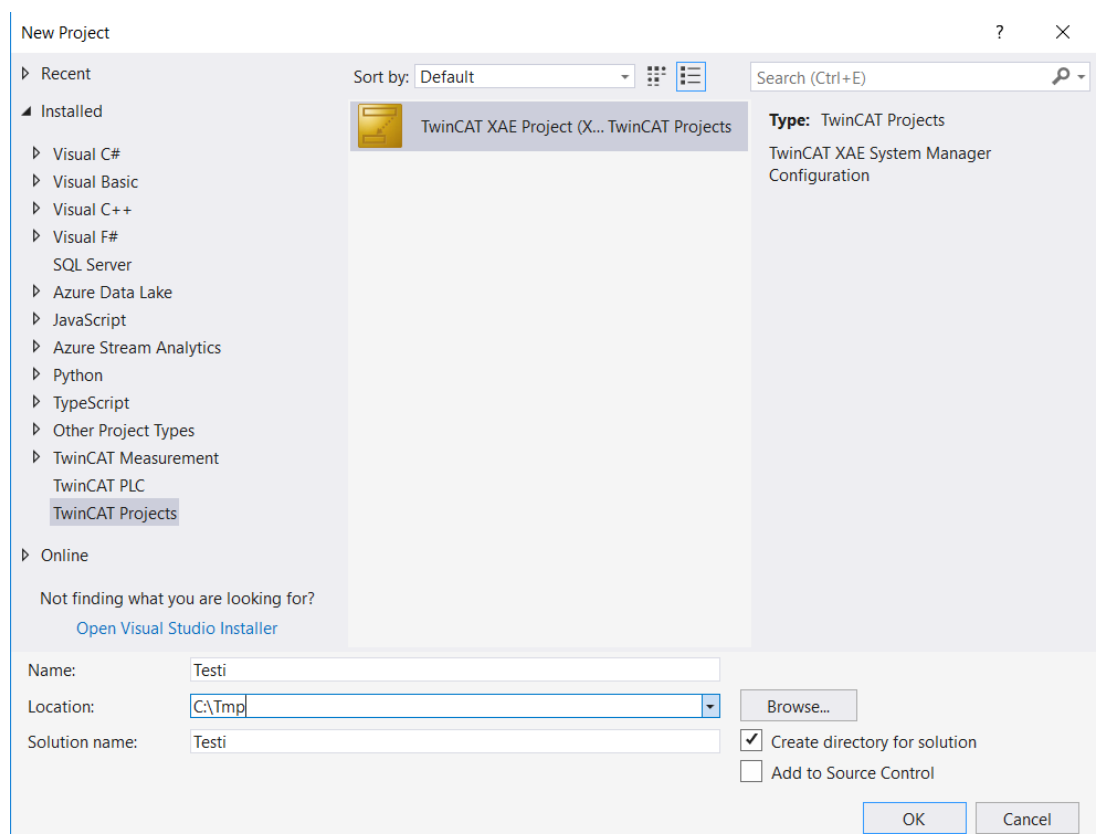 New Project
?
Recent
Installed
Visual C#
Visual Basic
Visual C++
Visual F#
SQL Server
Azure Data Lake
JavaScript
Azure Stream Analytics
Python
TypeScript
Other Project Types
TwinCAT Measurement
TwinCAT PLC
TwinCAT Projects
Online
Not finding what you are looking for?
Open Visual Studio Installer
Sort by: Default
TwinCAT XAE Project (X... TwinCAT Projects
Search (Ctrl+E)
Type: TwinCAT Projects
TwinCAT XAE System Manager
Configuration
Name: Testi
Location: C:\Tmp
Browse...
Solution name: Testi
Create directory for solution
Add to Source Control
OK Cancel